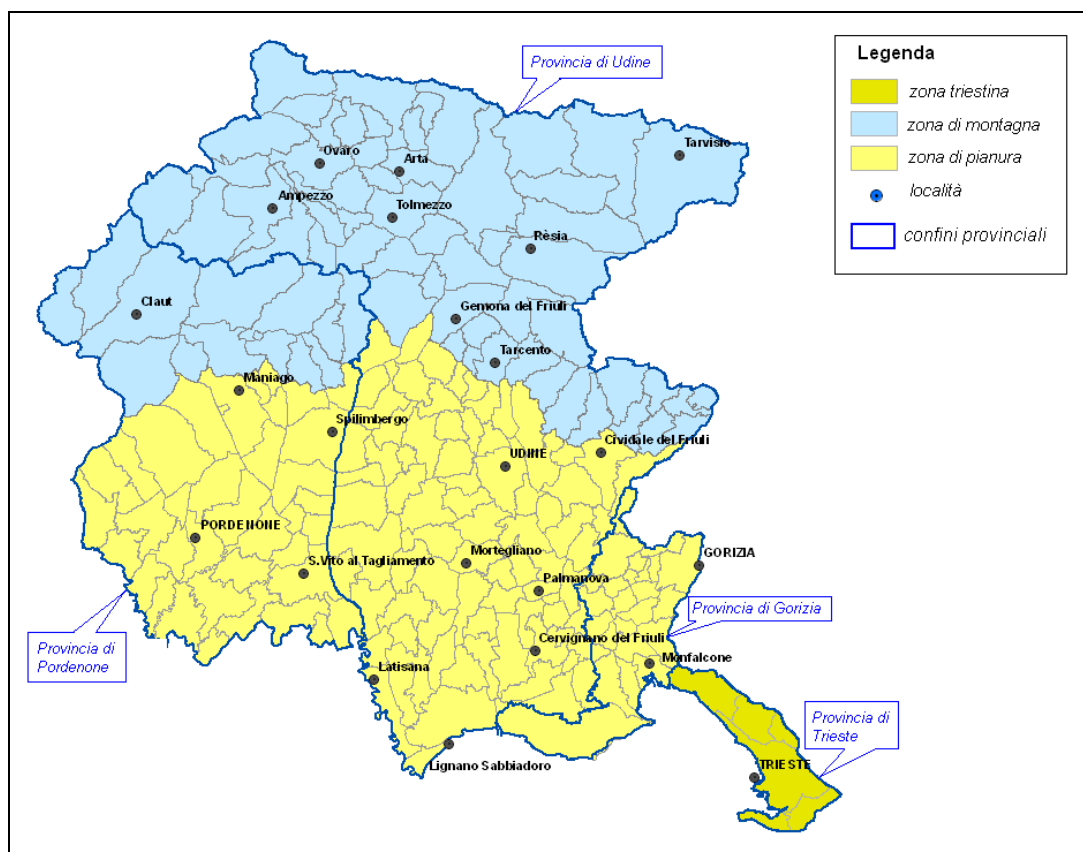 Provincia di Udine
Legenda
zona triestina
zona di montagna
zona di pianura
località
confini provinciali
Ovaro
Arta
Tarvisio
Ampezzo
Tolmezzo
Rèsia
Claut
Gemona del Friuli
Tarcento
Maniago
Spilimbergo
Cividale del Friuli
UDINE
PORDENONE
S.Vito al Tagliamento
Mortegliano
GORIZIA
Palmanova
Provincia di Gorizia
Provincia di
Pordenone
Cervignano del Friuli
Monfalcone
Latisana
Provincia di
Trieste
Lignano Sabbiadoro
TRIESTE